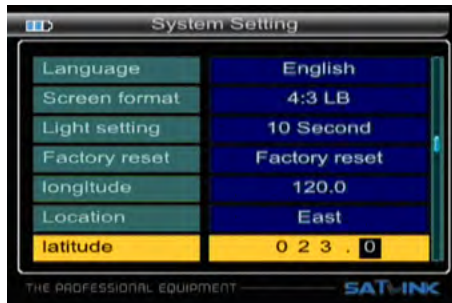 System Setting
Language English
Screen format 4:3 LB
Light setting 10 Second
Factory reset Factory reset
longltude 120.0
Location East
latitude 0 2 3 . 0
THE PROFESSIONAL EQUIPMENT SATLINK